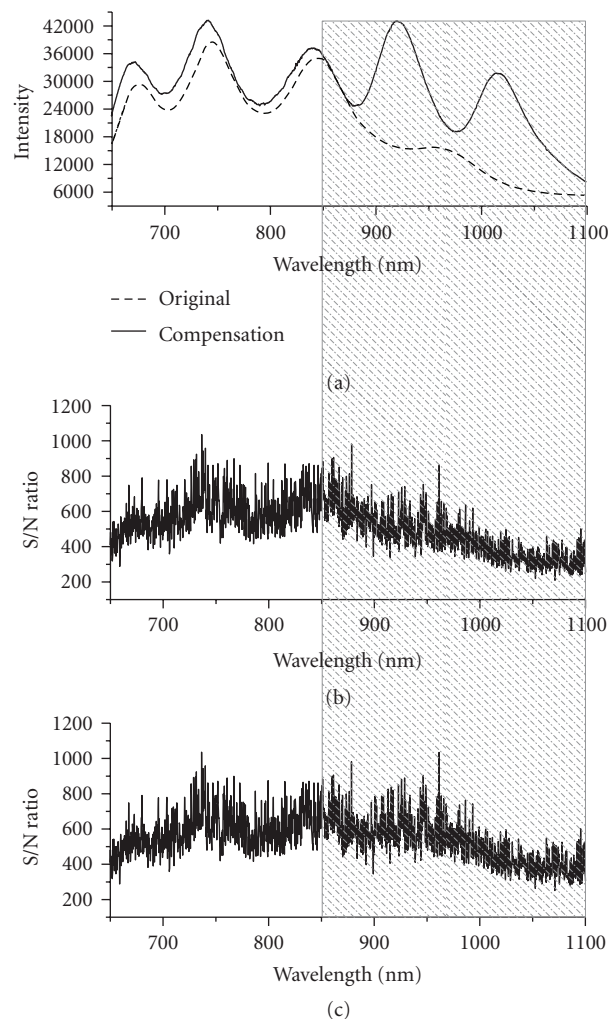 42000
36000
30000
24000
18000
12000
6000
Intensity
700 800 900 1000 1100
Wavelength (nm)
Original
Compensation
(a)
1200
1000
800
600
400
200
S/N ratio
700 800 900 1000 1100
Wavelength (nm)
(b)
1200
1000
800
600
400
200
S/N ratio
700 800 900 1000 1100
Wavelength (nm)
(c)